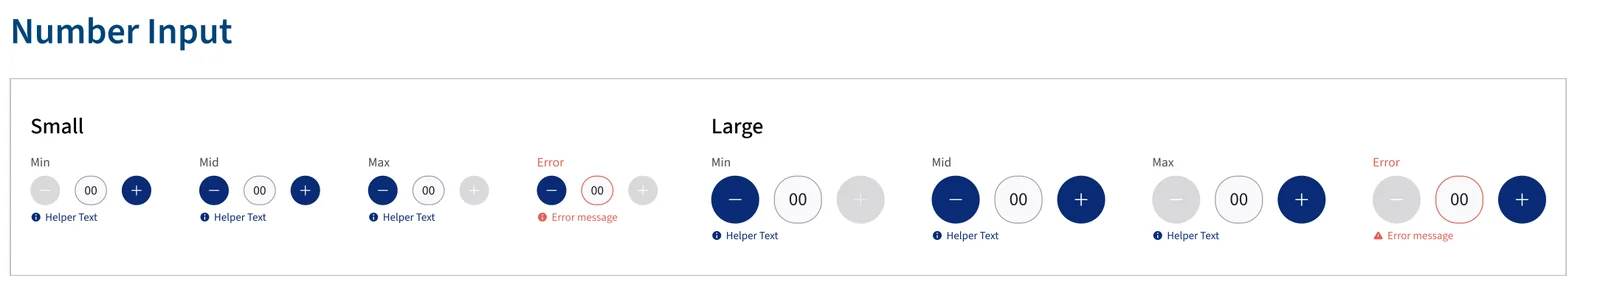 Number Input
Small
Large
Min
Mid
Max
Error
Min
Mid
Max
Error
− 00 +
− 00 +
− 00 +
− 00 +
− 00 +
− 00 +
− 00 +
− 00 +
Helper Text
Helper Text
Helper Text
Error message
Helper Text
Helper Text
Helper Text
Error message